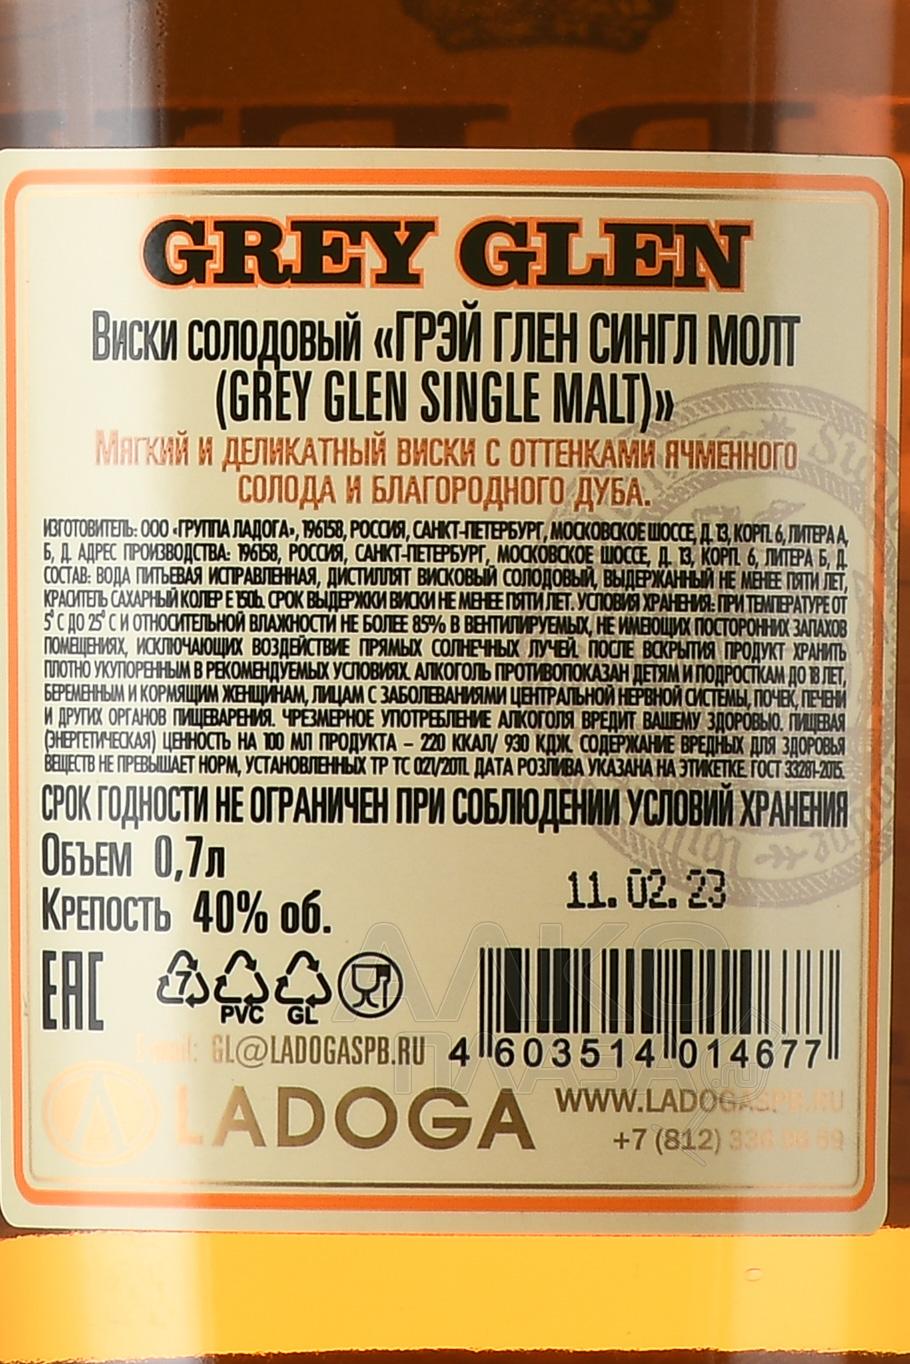 GREY GLEN
Виски солодовый «ГРЭЙ ГЛЕН СИНГЛ МОЛТ
(GREY GLEN SINGLE MALT)»
Мягкий и деликатный виски с оттенками ячменного
солода и благородного дуба.
ИЗГОТОВИТЕЛЬ: ООО «ГРУППА ЛАДОГА», 196158, РОССИЯ, САНКТ-ПЕТЕРБУРГ, МОСКОВСКОЕ ШОССЕ, Д. 13, КОРП. 6, ЛИТЕРА А,
Б, Д. АДРЕС ПРОИЗВОДСТВА: 196158, РОССИЯ, САНКТ-ПЕТЕРБУРГ, МОСКОВСКОЕ ШОССЕ, Д. 13, КОРП. 6, ЛИТЕРА Б, Д.
СОСТАВ: ВОДА ПИТЬЕВАЯ ИСПРАВЛЕННАЯ, ДИСТИЛЛЯТ ВИСКОВЫЙ СОЛОДОВЫЙ, ВЫДЕРЖАННЫЙ НЕ МЕНЕЕ ПЯТИ ЛЕТ,
КРАСИТЕЛЬ САХАРНЫЙ КОЛЕР Е 150Б. СРОК ВЫДЕРЖКИ ВИСКИ НЕ МЕНЕЕ ПЯТИ ЛЕТ. УСЛОВИЯ ХРАНЕНИЯ: ПРИ ТЕМПЕРАТУРЕ ОТ
5° С ДО 25° С И ОТНОСИТЕЛЬНОЙ ВЛАЖНОСТИ НЕ БОЛЕЕ 85% В ВЕНТИЛИРУЕМЫХ, НЕ ИМЕЮЩИХ ПОСТОРОННИХ ЗАПАХОВ
ПОМЕЩЕНИЯХ, ИСКЛЮЧАЮЩИХ ВОЗДЕЙСТВИЕ ПРЯМЫХ СОЛНЕЧНЫХ ЛУЧЕЙ. ПОСЛЕ ВСКРЫТИЯ ПРОДУКТ ХРАНИТЬ
ПЛОТНО УКУПОРЕННЫМ В РЕКОМЕНДУЕМЫХ УСЛОВИЯХ. АЛКОГОЛЬ ПРОТИВОПОКАЗАН ДЕТЯМ И ПОДРОСТКАМ ДО 18 ЛЕТ,
БЕРЕМЕННЫМ И КОРМЯЩИМ ЖЕНЩИНАМ, ЛИЦАМ С ЗАБОЛЕВАНИЯМИ ЦЕНТРАЛЬНОЙ НЕРВНОЙ СИСТЕМЫ, ПОЧЕК, ПЕЧЕНИ
И ДРУГИХ ОРГАНОВ ПИЩЕВАРЕНИЯ. ЧРЕЗМЕРНОЕ УПОТРЕБЛЕНИЕ АЛКОГОЛЯ ВРЕДИТ ВАШЕМУ ЗДОРОВЬЮ. ПИЩЕВАЯ
(ЭНЕРГЕТИЧЕСКАЯ) ЦЕННОСТЬ НА 100 МЛ ПРОДУКТА – 220 ККАЛ/ 930 КДЖ. СОДЕРЖАНИЕ ВРЕДНЫХ ДЛЯ ЗДОРОВЬЯ
ВЕЩЕСТВ НЕ ПРЕВЫШАЕТ НОРМ, УСТАНОВЛЕННЫХ ТР ТС 021/2011. ДАТА РОЗЛИВА УКАЗАНА НА ЭТИКЕТКЕ. ГОСТ 33281-2015.
СРОК ГОДНОСТИ НЕ ОГРАНИЧЕН ПРИ СОБЛЮДЕНИИ УСЛОВИЙ ХРАНЕНИЯ
Объем 0,7л
11.02.23
Крепость 40% об.
EAC
7
PVC
GL
E-mail: GL@LADOGASPB.RU
4 603514 014677
LADOGA
WWW.LADOGASPB.RU
+7 (812)
АМКО
ПЛАЗА.RU